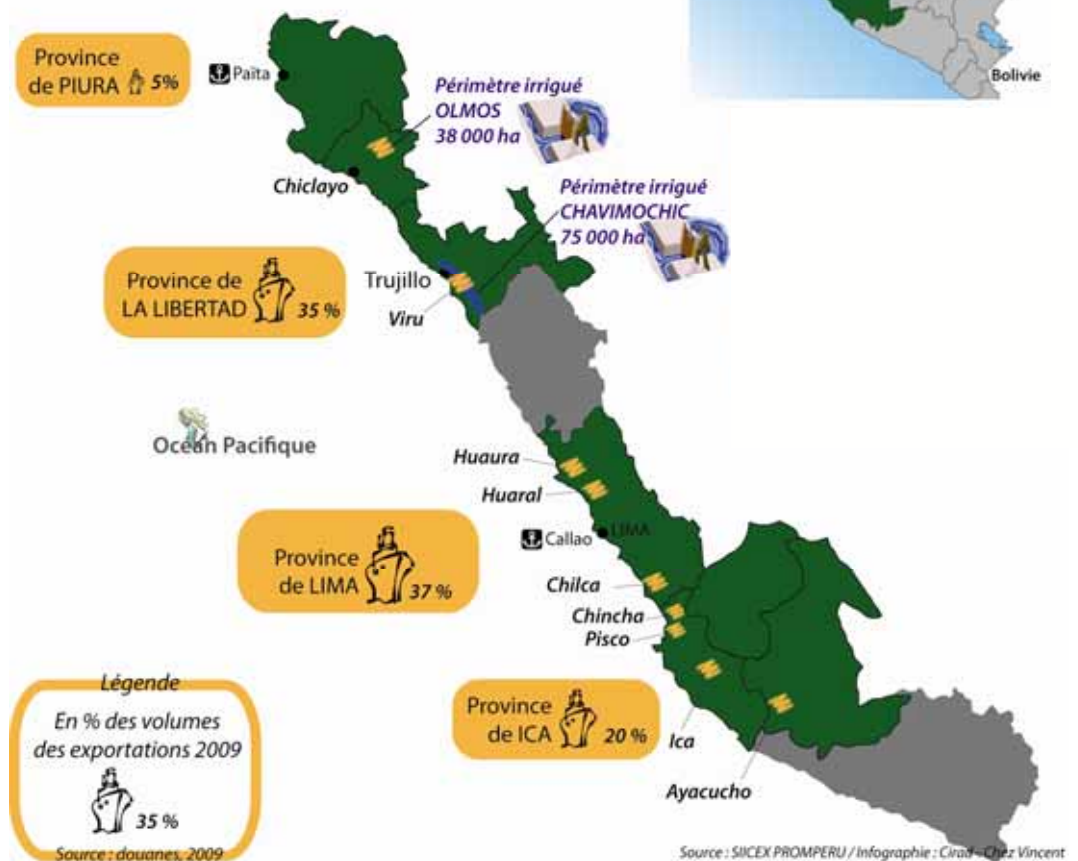 Bolivie
Province
de PIURA 5%
Païta
Périmètre irrigué
OLMOS
38 000 ha
Chiclayo
Périmètre irrigué
CHAVIMOCHIC
75 000 ha
Province de
LA LIBERTAD 35 %
Trujillo
Viru
Océan Pacifique
Huaura
Huaral
Callao
LIMA
Province
de LIMA 37 %
Chilca
Chincha
Pisco
Province
de ICA 20 %
Ica
Ayacucho
Légende
En % des volumes
des exportations 2009
35 %
Source : douanes, 2009
Source : SIICEX PROMPERU / Infographie : Cirad - Chez Vincent